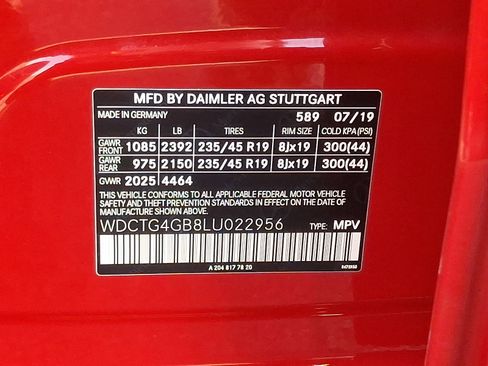 MFD BY DAIMLER AG STUTTGART
MADE IN GERMANY 589 07/19
KG LB TIRES RIM SIZE COLD KPA(PSI)
GAWR FRONT 1085 2392 235/45 R19 8Jx19 300(44)
GAWR REAR 975 2150 235/45 R19 8Jx19 300(44)
GVWR 2025 4464
THIS VEHICLE CONFORMS TO ALL APPLICABLE FEDERAL MOTOR VEHICLE
SAFETY AND THEFT PREVENTION STANDARDS IN EFFECT ON THE DATE
OF MANUFACTURE SHOWN ABOVE.
WDCTG4GB8LU022956 TYPE: MPV
A 204 817 78 20